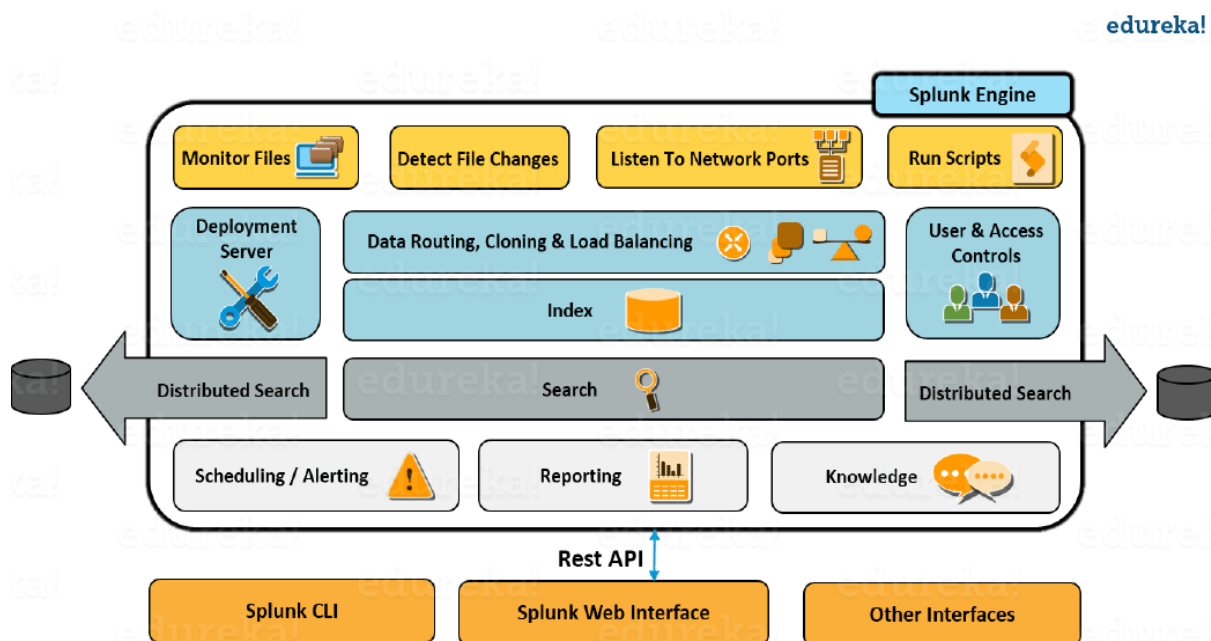 edureka!
Splunk Engine
Monitor Files
Detect File Changes
Listen To Network Ports
Run Scripts
Deployment
Server
Data Routing, Cloning & Load Balancing
User & Access
Controls
Index
Distributed Search
Search
Distributed Search
Scheduling / Alerting
Reporting
Knowledge
Rest API
Splunk CLI
Splunk Web Interface
Other Interfaces